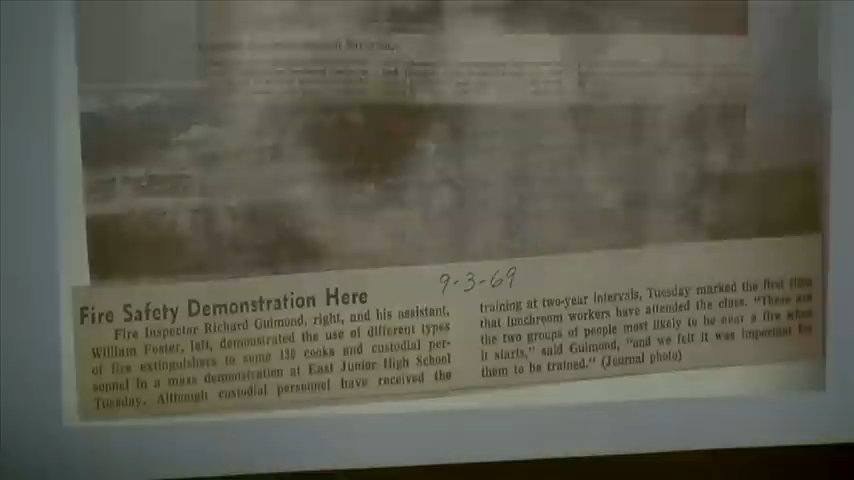 9-3-69
Fire Safety Demonstration Here
Fire Inspector Richard Guimond, right, and his assistant,
William Foster, left, demonstrated the use of different types
of fire extinguishers to some 130 cooks and custodial per-
sonnel in a mass demonstration at East Junior High School
Tuesday. Although custodial personnel have received the
training at two-year intervals, Tuesday marked the first time
that lunchroom workers have attended the class. "These are
the two groups of people most likely to be near a fire when
it starts," said Guimond, "and we felt it was important for
them to be trained." (Journal photo)